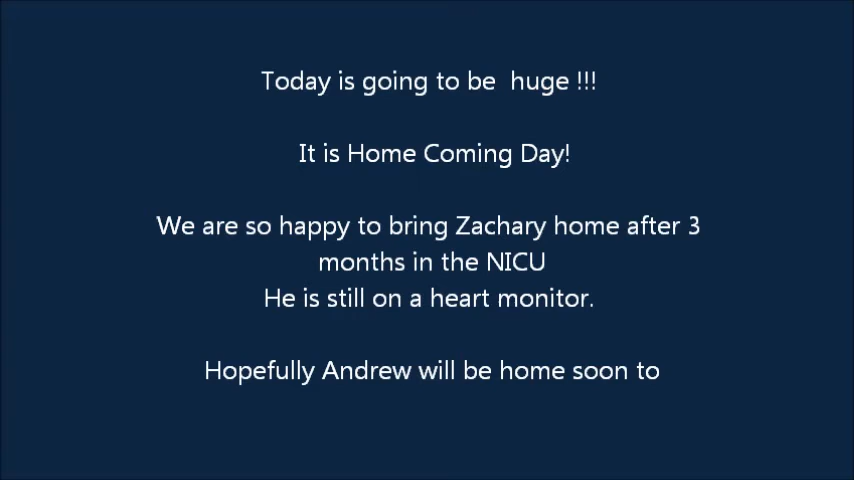 Today is going to be  huge !!!
It is Home Coming Day!
We are so happy to bring Zachary home after 3
months in the NICU
He is still on a heart monitor.
Hopefully Andrew will be home soon to